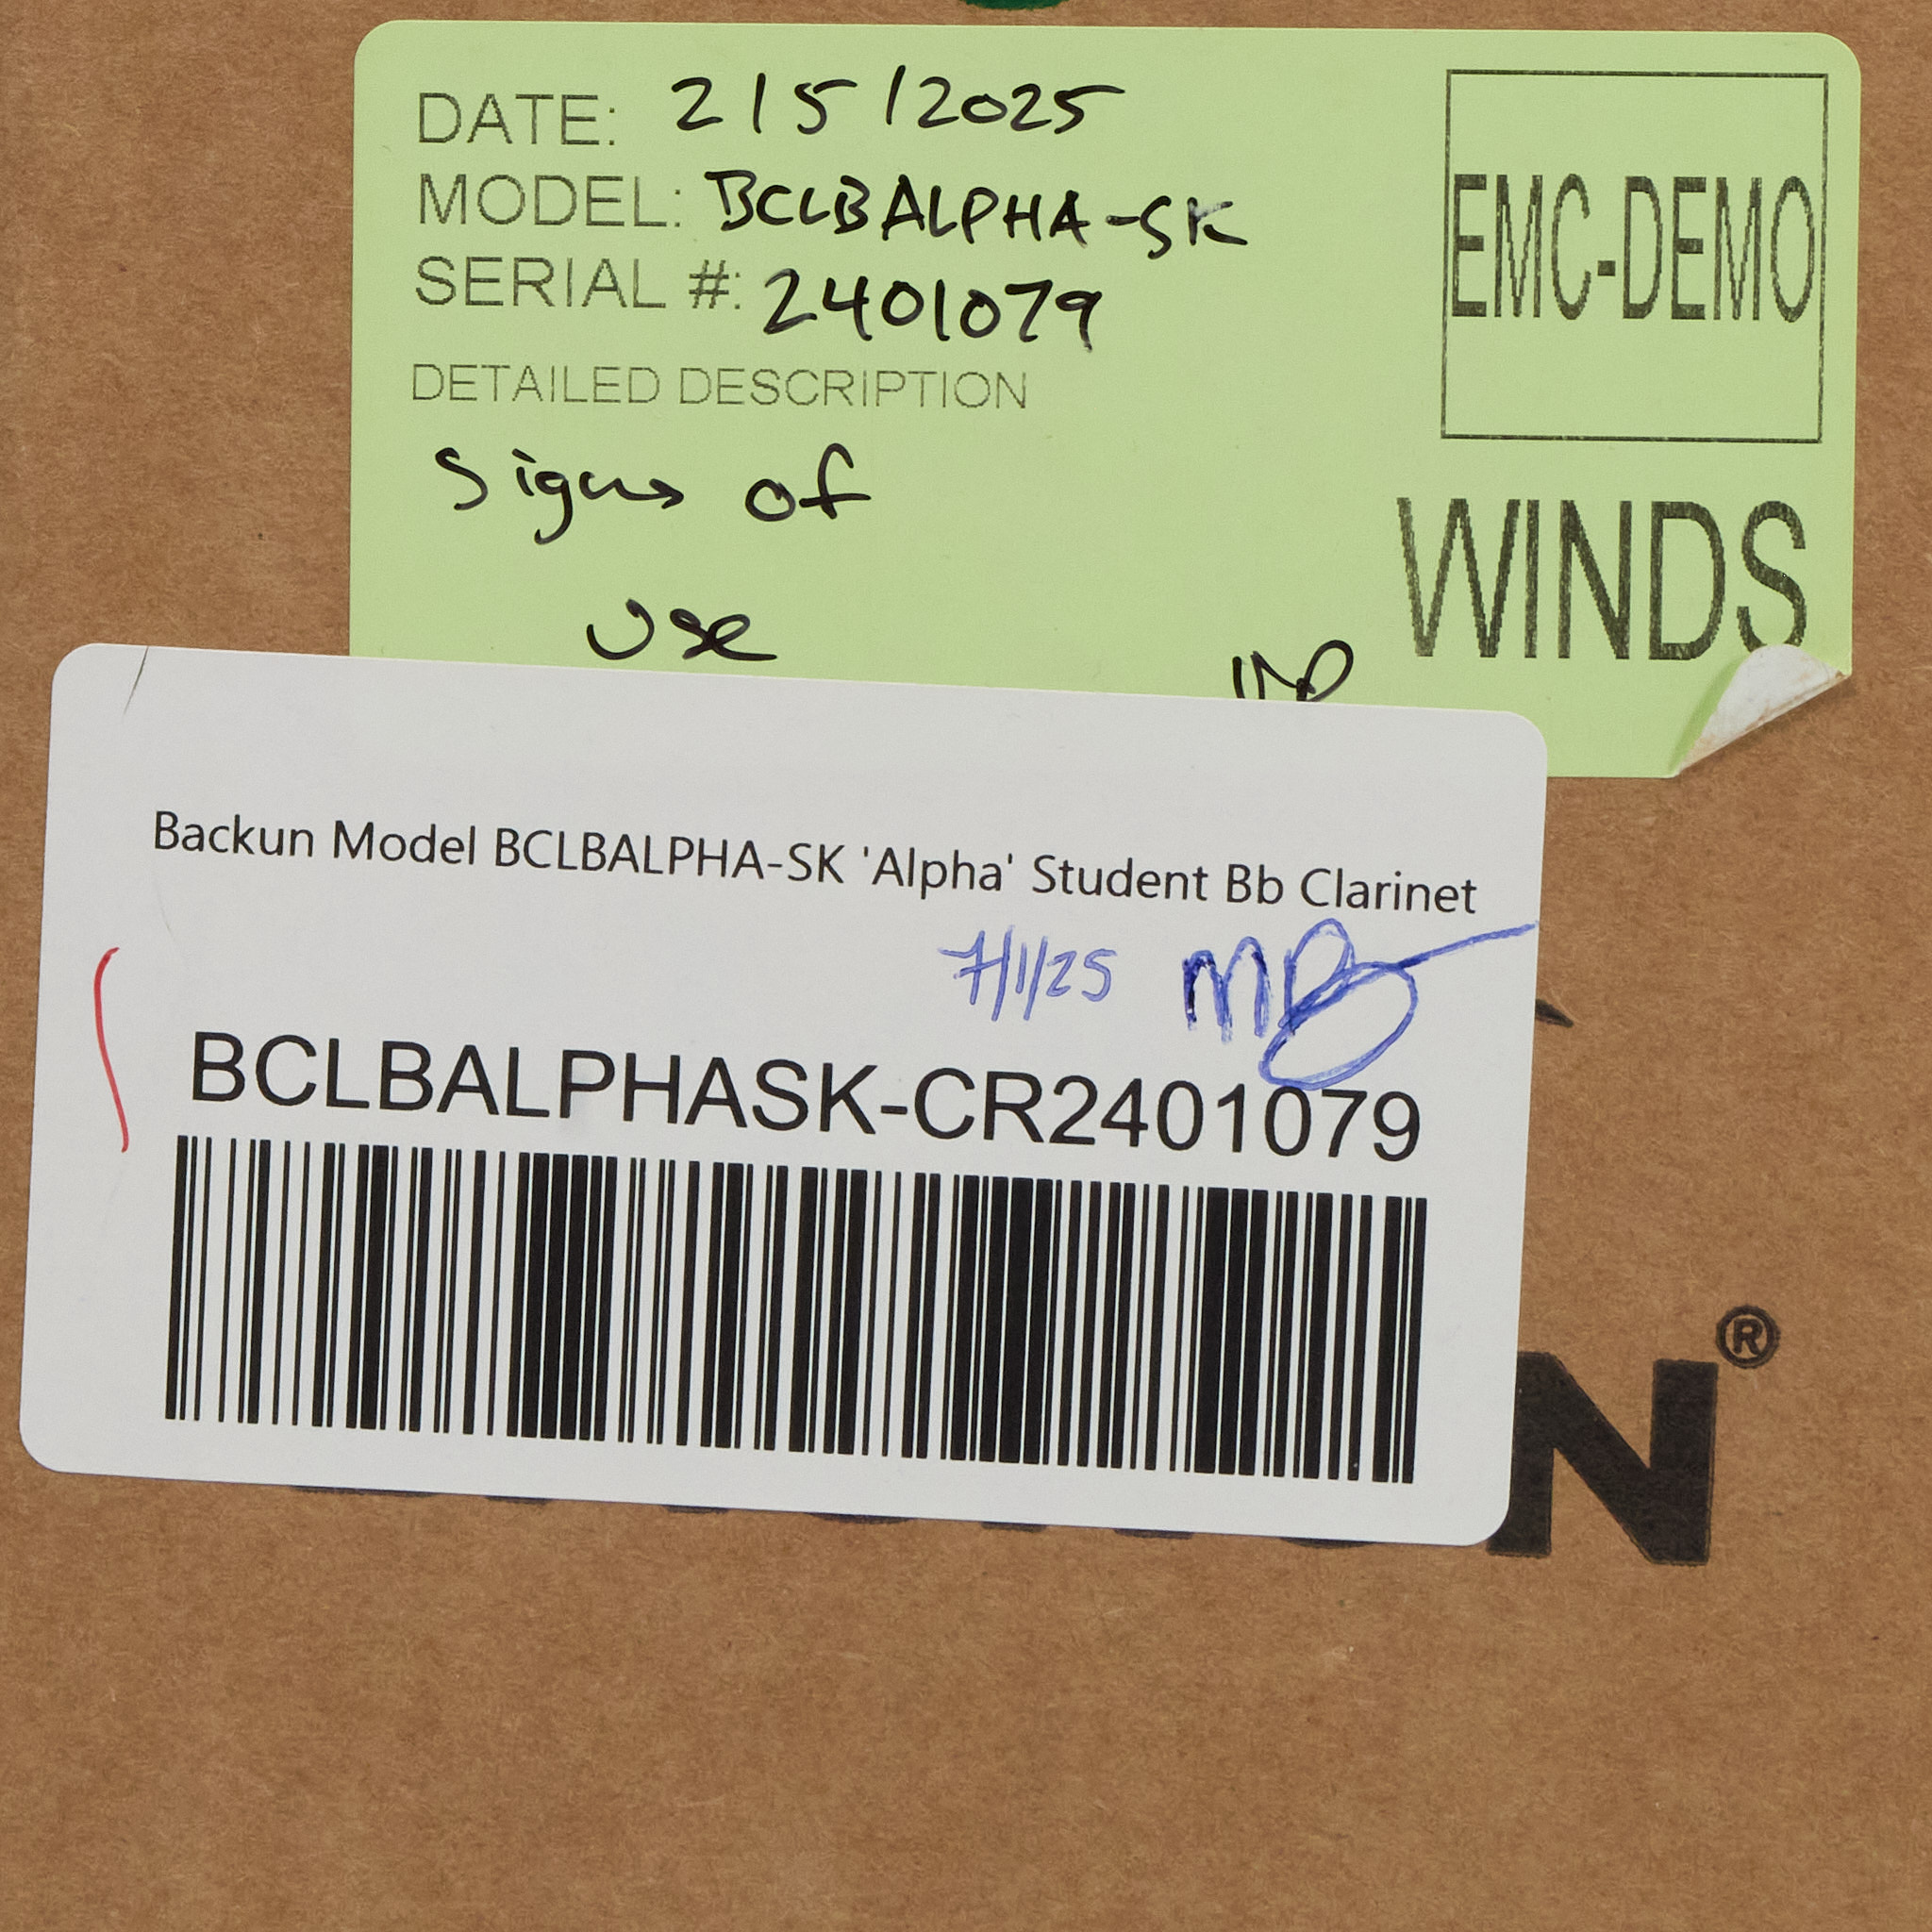 DATE: 2/5/2025
MODEL: BCLBALPHA-SK
SERIAL #: 2401079
DETAILED DESCRIPTION
Signs of
use
EMC-DEMO
WINDS
Backun Model BCLBALPHA-SK 'Alpha' Student Bb Clarinet
7/1/25 MB
BCLBALPHASK-CR2401079
N®